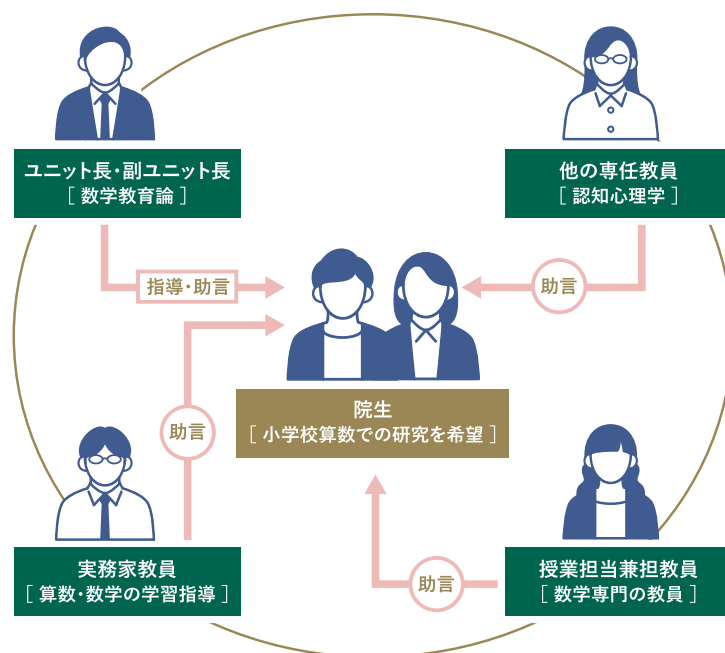 ユニット長・副ユニット長
[ 数学教育論 ]
他の専任教員
[ 認知心理学 ]
指導・助言
助言
院生
[ 小学校算数での研究を希望 ]
助言
実務家教員
[ 算数・数学の学習指導 ]
助言
授業担当兼担教員
[ 数学専門の教員 ]